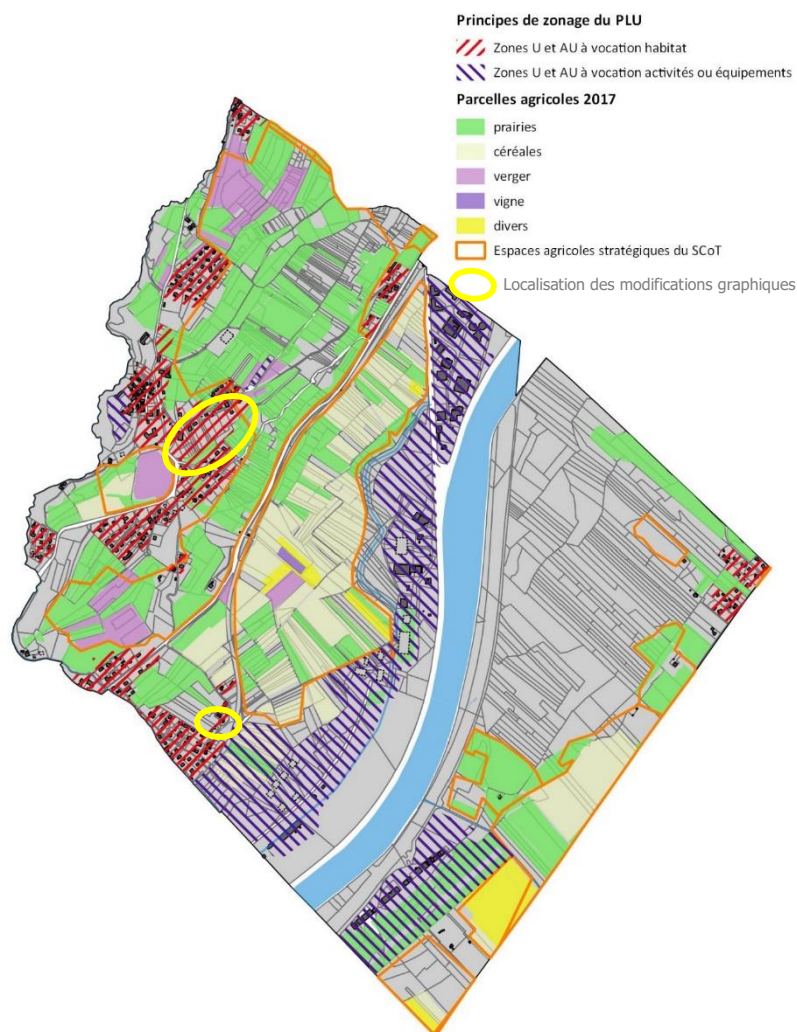 Principes de zonage du PLU
Zones U et AU à vocation habitat
Zones U et AU à vocation activités ou équipements
Parcelles agricoles 2017
prairies
céréales
verger
vigne
divers
Espaces agricoles stratégiques du SCoT
Localisation des modifications graphiques